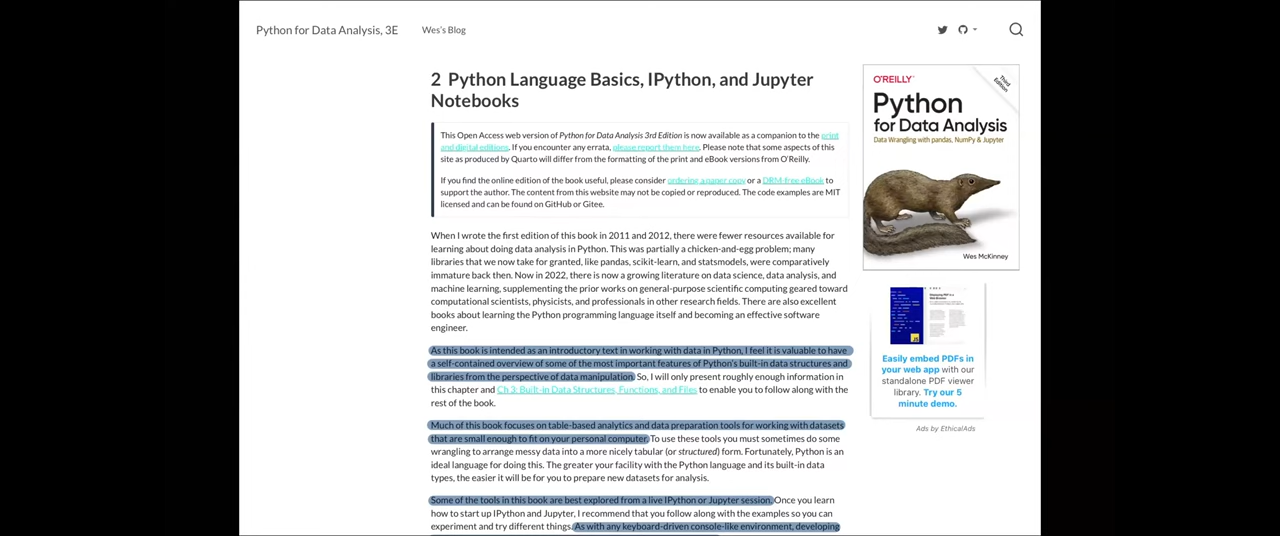 Python for Data Analysis, 3E
Wes's Blog
2 Python Language Basics, IPython, and Jupyter
Notebooks
This Open Access web version of Python for Data Analysis 3rd Edition is now available as a companion to the print
and digital editions. If you encounter any errata, please report them here. Please note that some aspects of this
site as produced by Quarto will differ from the formatting of the print and eBook versions from O'Reilly.
If you find the online edition of the book useful, please consider ordering a paper copy or a DRM-free eBook to
support the author. The content from this website may not be copied or reproduced. The code examples are MIT
licensed and can be found on GitHub or Gitee.
When I wrote the first edition of this book in 2011 and 2012, there were fewer resources available for
learning about doing data analysis in Python. This was partially a chicken-and-egg problem; many
libraries that we now take for granted, like pandas, scikit-learn, and statsmodels, were comparatively
immature back then. Now in 2022, there is now a growing literature on data science, data analysis, and
machine learning, supplementing the prior works on general-purpose scientific computing geared toward
computational scientists, physicists, and professionals in other research fields. There are also excellent
books about learning the Python programming language itself and becoming an effective software
engineer.
As this book is intended as an introductory text in working with data in Python, I feel it is valuable to have
a self-contained overview of some of the most important features of Python's built-in data structures and
libraries from the perspective of data manipulation. So, I will only present roughly enough information in
this chapter and Ch 3: Built-in Data Structures, Functions, and Files to enable you to follow along with the
rest of the book.
Much of this book focuses on table-based analytics and data preparation tools for working with datasets
that are small enough to fit on your personal computer. To use these tools you must sometimes do some
wrangling to arrange messy data into a more nicely tabular (or structured) form. Fortunately, Python is an
ideal language for doing this. The greater your facility with the Python language and its built-in data
types, the easier it will be for you to prepare new datasets for analysis.
Some of the tools in this book are best explored from a live IPython or Jupyter session. Once you learn
how to start up IPython and Jupyter, I recommend that you follow along with the examples so you can
experiment and try different things. As with any keyboard-driven console-like environment, developing
O'REILLY
Third
Edition
Python
for Data Analysis
Data Wrangling with pandas, NumPy & Jupyter
Wes McKinney
Easily embed PDFs in
your web app with our
standalone PDF viewer
library. Try our 5
minute demo.
Ads by EthicalAds